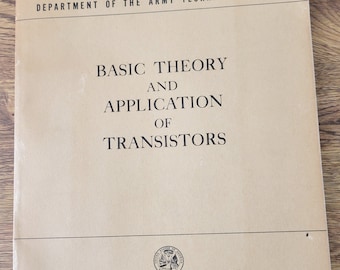 DEPARTMENT OF THE ARMY
BASIC THEORY
AND
APPLICATION
OF
TRANSISTORS